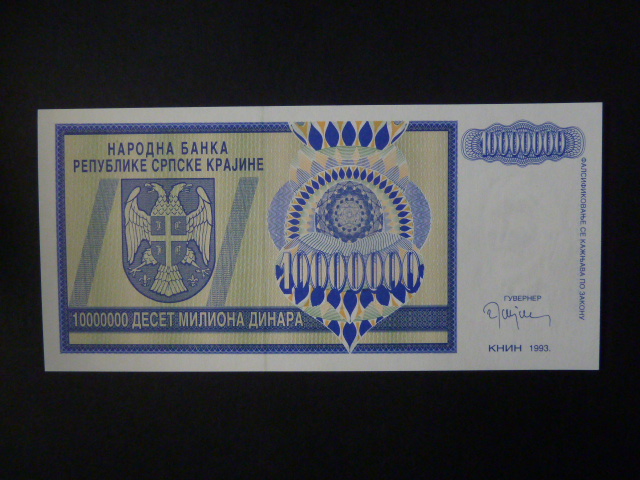 НАРОДНА БАНКА
РЕПУБЛИКЕ СРПСКЕ КРАЈИНЕ
10000000
10000000
10000000 ДЕСЕТ МИЛИОНА ДИНАРА
ФАЛСИФИКОВАЊЕ СЕ КАЖЊАВА ПО ЗАКОНУ
ГУВЕРНЕР
КНИН 1993.